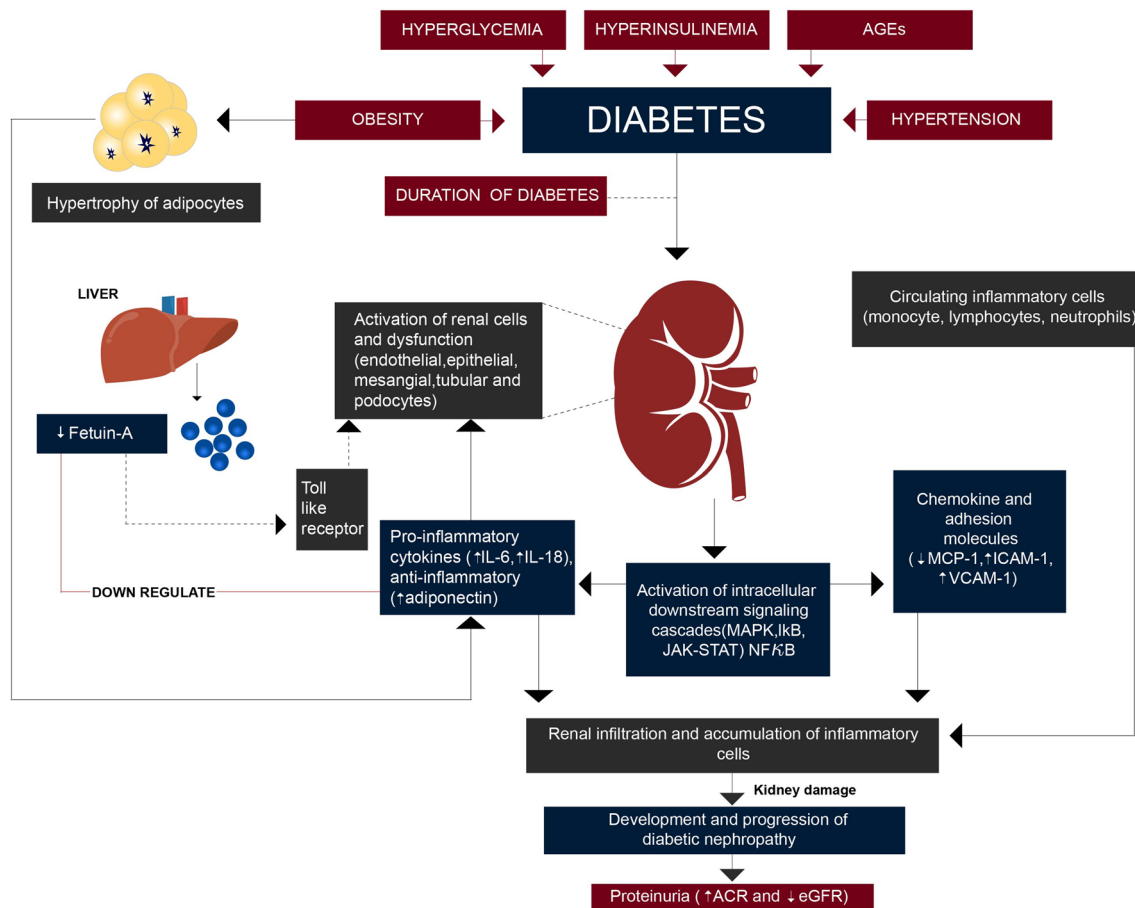 HYPERGLYCEMIA
HYPERINSULINEMIA
AGEs
OBESITY
DIABETES
HYPERTENSION
DURATION OF DIABETES
Hypertrophy of adipocytes
LIVER
Activation of renal cells
and dysfunction
(endothelial,epithelial,
mesangial,tubular and
podocytes)
Circulating inflammatory cells
(monocyte, lymphocytes, neutrophils)
↓ Fetuin-A
Toll
like
receptor
Pro-inflammatory
cytokines (↑IL-6,↑IL-18),
anti-inflammatory
(↑adiponectin)
DOWN REGULATE
Activation of intracellular
downstream signaling
cascades(MAPK,IkB,
JAK-STAT) NFƘB
Chemokine and
adhesion
molecules
(↓MCP-1,↑ICAM-1,
↑VCAM-1)
Renal infiltration and accumulation of inflammatory
cells
Kidney damage
Development and progression of
diabetic nephropathy
Proteinuria (↑ACR and ↓eGFR)